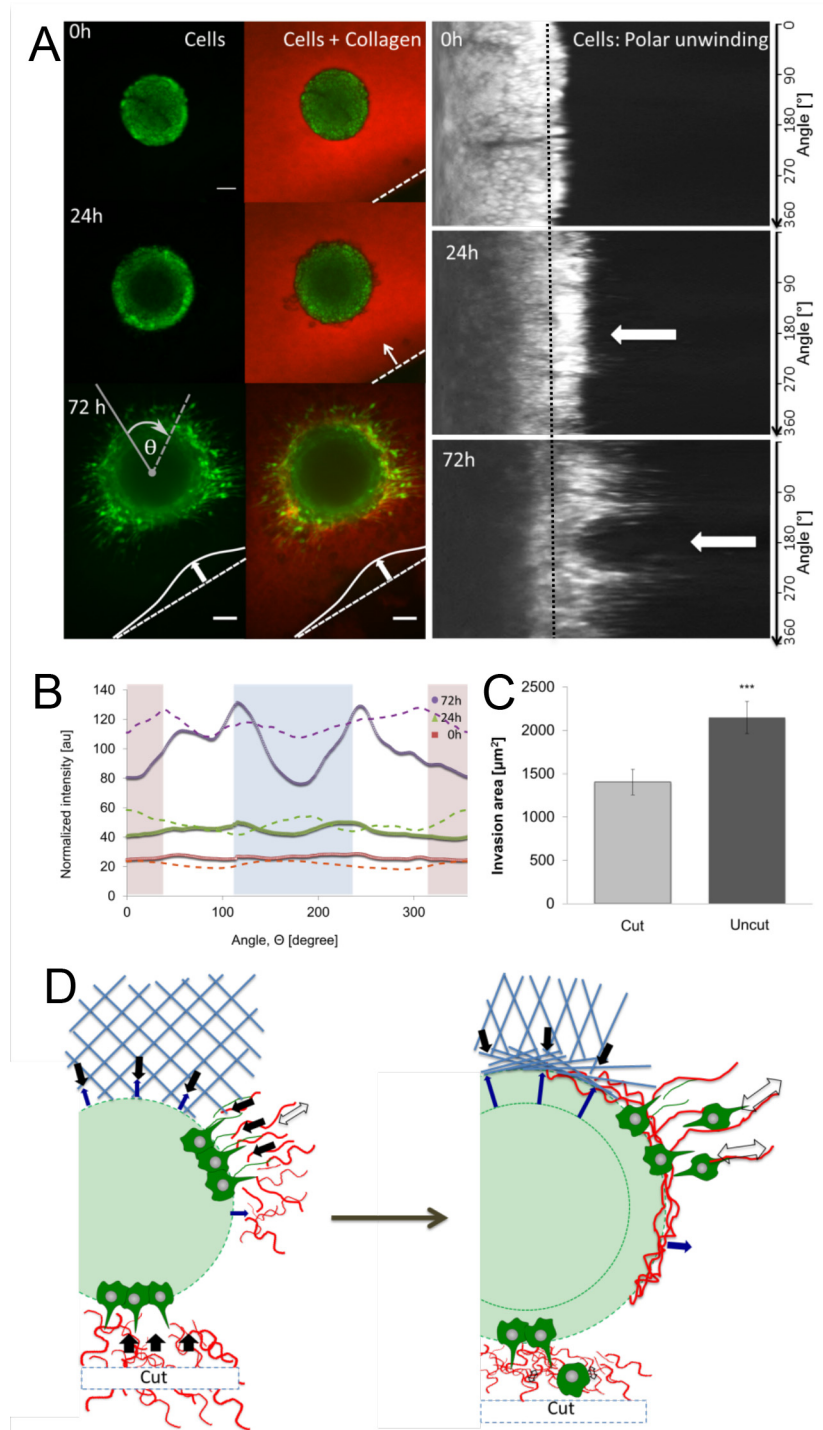 A
0h
Cells
Cells + Collagen
24h
72 h
θ
0h
Cells: Polar unwinding
0
90
180
270
360
Angle [°]
24h
90
180
270
360
Angle [°]
72h
90
180
270
360
Angle [°]
B
140
120
100
80
60
40
20
0
Normalized intensity [au]
0
100
200
300
Angle, Θ [degree]
72h
24h
0h
C
2500
2000
1500
1000
500
0
Invasion area [µm²]
***
Cut
Uncut
D
Cut
Cut